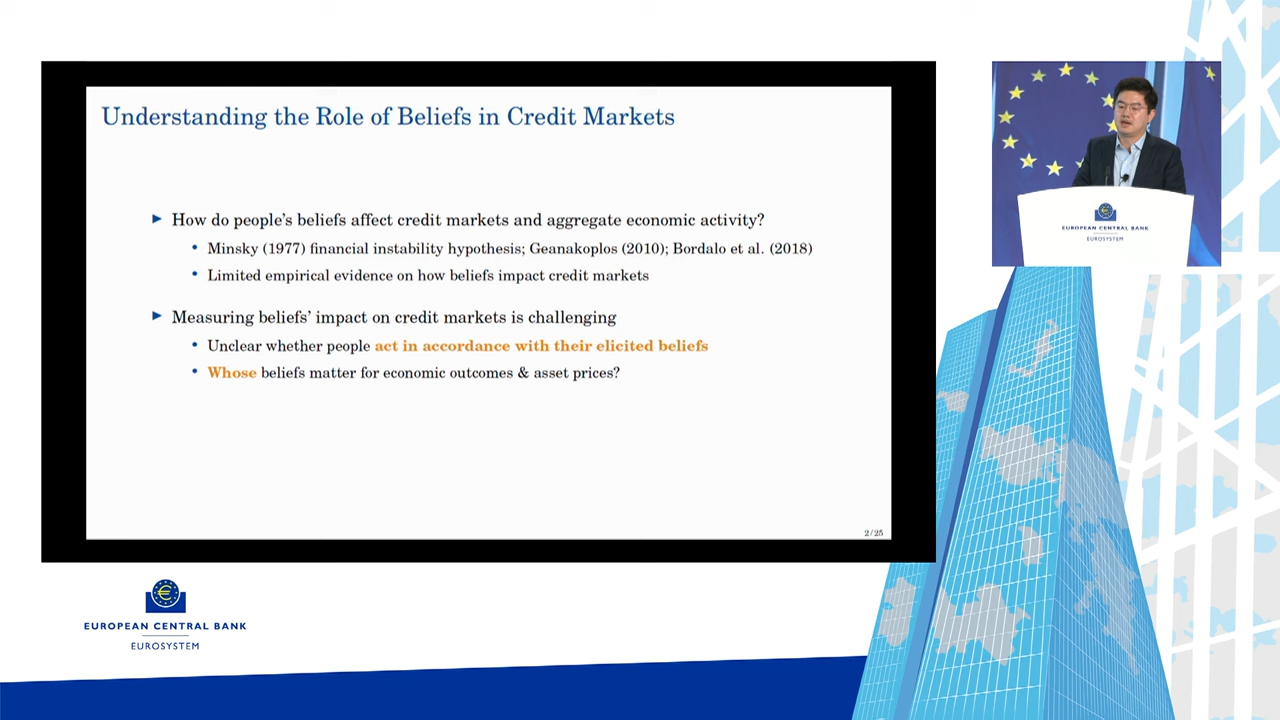 Understanding the Role of Beliefs in Credit Markets
► How do people's beliefs affect credit markets and aggregate economic activity?
• Minsky (1977) financial instability hypothesis; Geanakoplos (2010); Bordalo et al. (2018)
• Limited empirical evidence on how beliefs impact credit markets
► Measuring beliefs' impact on credit markets is challenging
• Unclear whether people act in accordance with their elicited beliefs
• Whose beliefs matter for economic outcomes & asset prices?
2/25
EUROPEAN CENTRAL BANK
EUROSYSTEM
EUROPEAN CENTRAL BANK
EUROSYSTEM